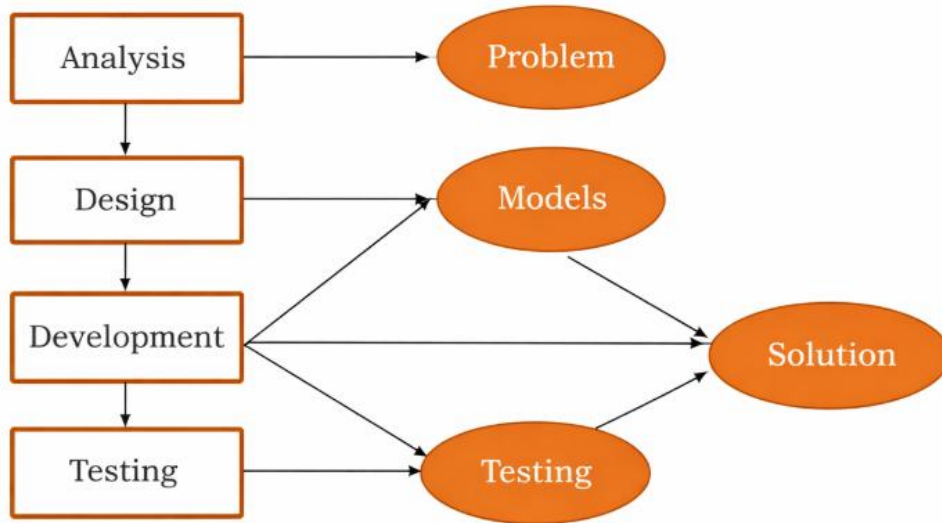 Analysis
Problem
Design
Models
Development
Solution
Testing
Testing